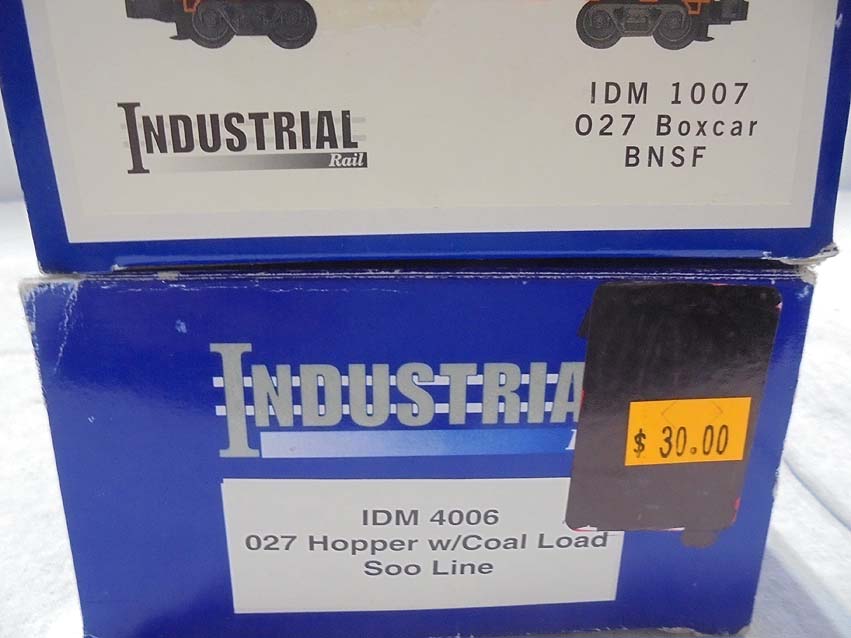 INDUSTRIAL
Rail
IDM 1007
027 Boxcar
BNSF
INDUSTRIA
$ 30.00
IDM 4006
027 Hopper w/Coal Load
Soo Line